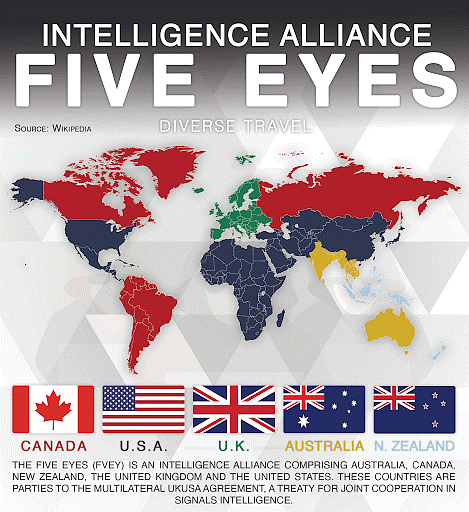 INTELLIGENCE ALLIANCE
FIVE EYES
SOURCE: WIKIPEDIA
DIVERSE TRAVEL
CANADA
U.S.A.
U.K.
AUSTRALIA
N. ZEALAND
THE FIVE EYES (FVEY) IS AN INTELLIGENCE ALLIANCE COMPRISING AUSTRALIA, CANADA,
NEW ZEALAND, THE UNITED KINGDOM AND THE UNITED STATES. THESE COUNTRIES ARE
PARTIES TO THE MULTILATERAL UKUSA AGREEMENT, A TREATY FOR JOINT COOPERATION IN
SIGNALS INTELLIGENCE.